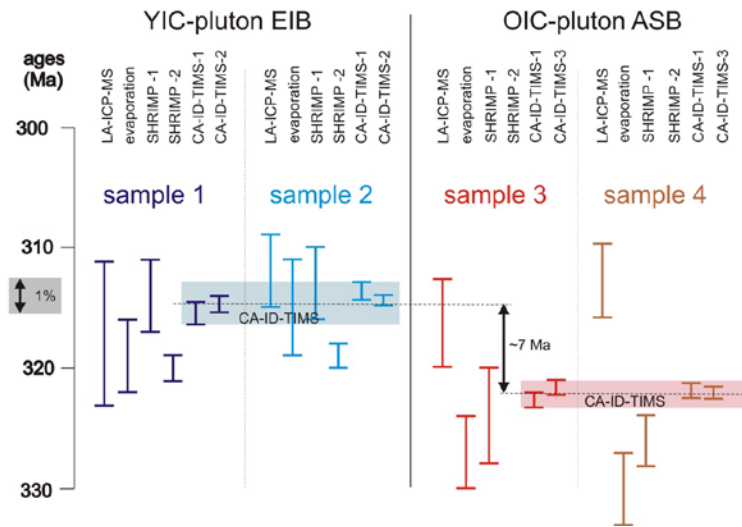 YIC-pluton EIB
OIC-pluton ASB
ages
(Ma)
LA-ICP-MS
evaporation
SHRIMP -1
SHRIMP -2
CA-ID-TIMS-1
CA-ID-TIMS-2
LA-ICP-MS
evaporation
SHRIMP -1
SHRIMP -2
CA-ID-TIMS-1
CA-ID-TIMS-2
LA-ICP-MS
evaporation
SHRIMP -1
SHRIMP -2
CA-ID-TIMS-1
CA-ID-TIMS-3
LA-ICP-MS
evaporation
SHRIMP -1
SHRIMP -2
CA-ID-TIMS-1
CA-ID-TIMS-3
300
sample 1
sample 2
sample 3
sample 4
310
1%
CA-ID-TIMS
~7 Ma
320
CA-ID-TIMS
330